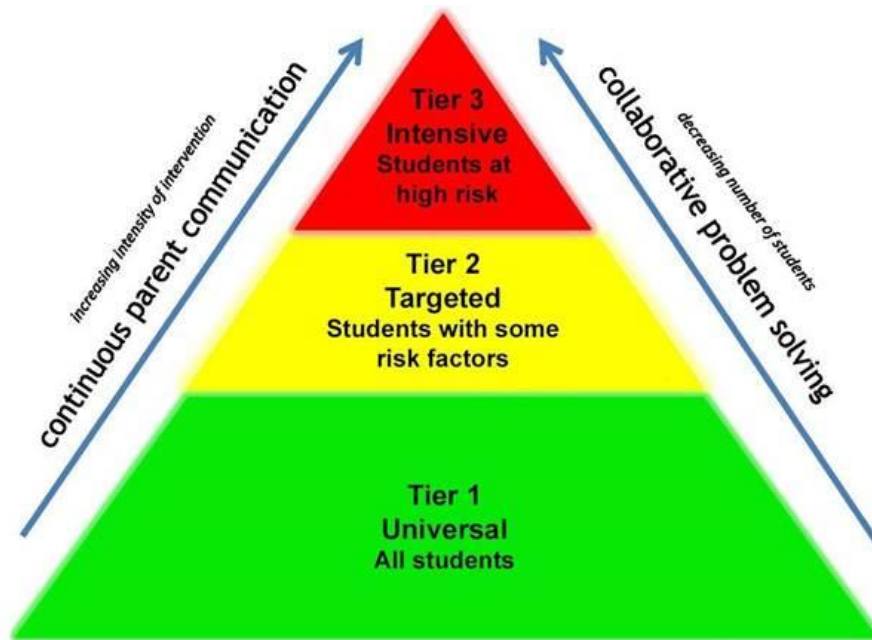 continuous parent communication
increasing intensity of intervention
collaborative problem solving
decreasing number of students
Tier 3
Intensive
Students at
high risk
Tier 2
Targeted
Students with some
risk factors
Tier 1
Universal
All students